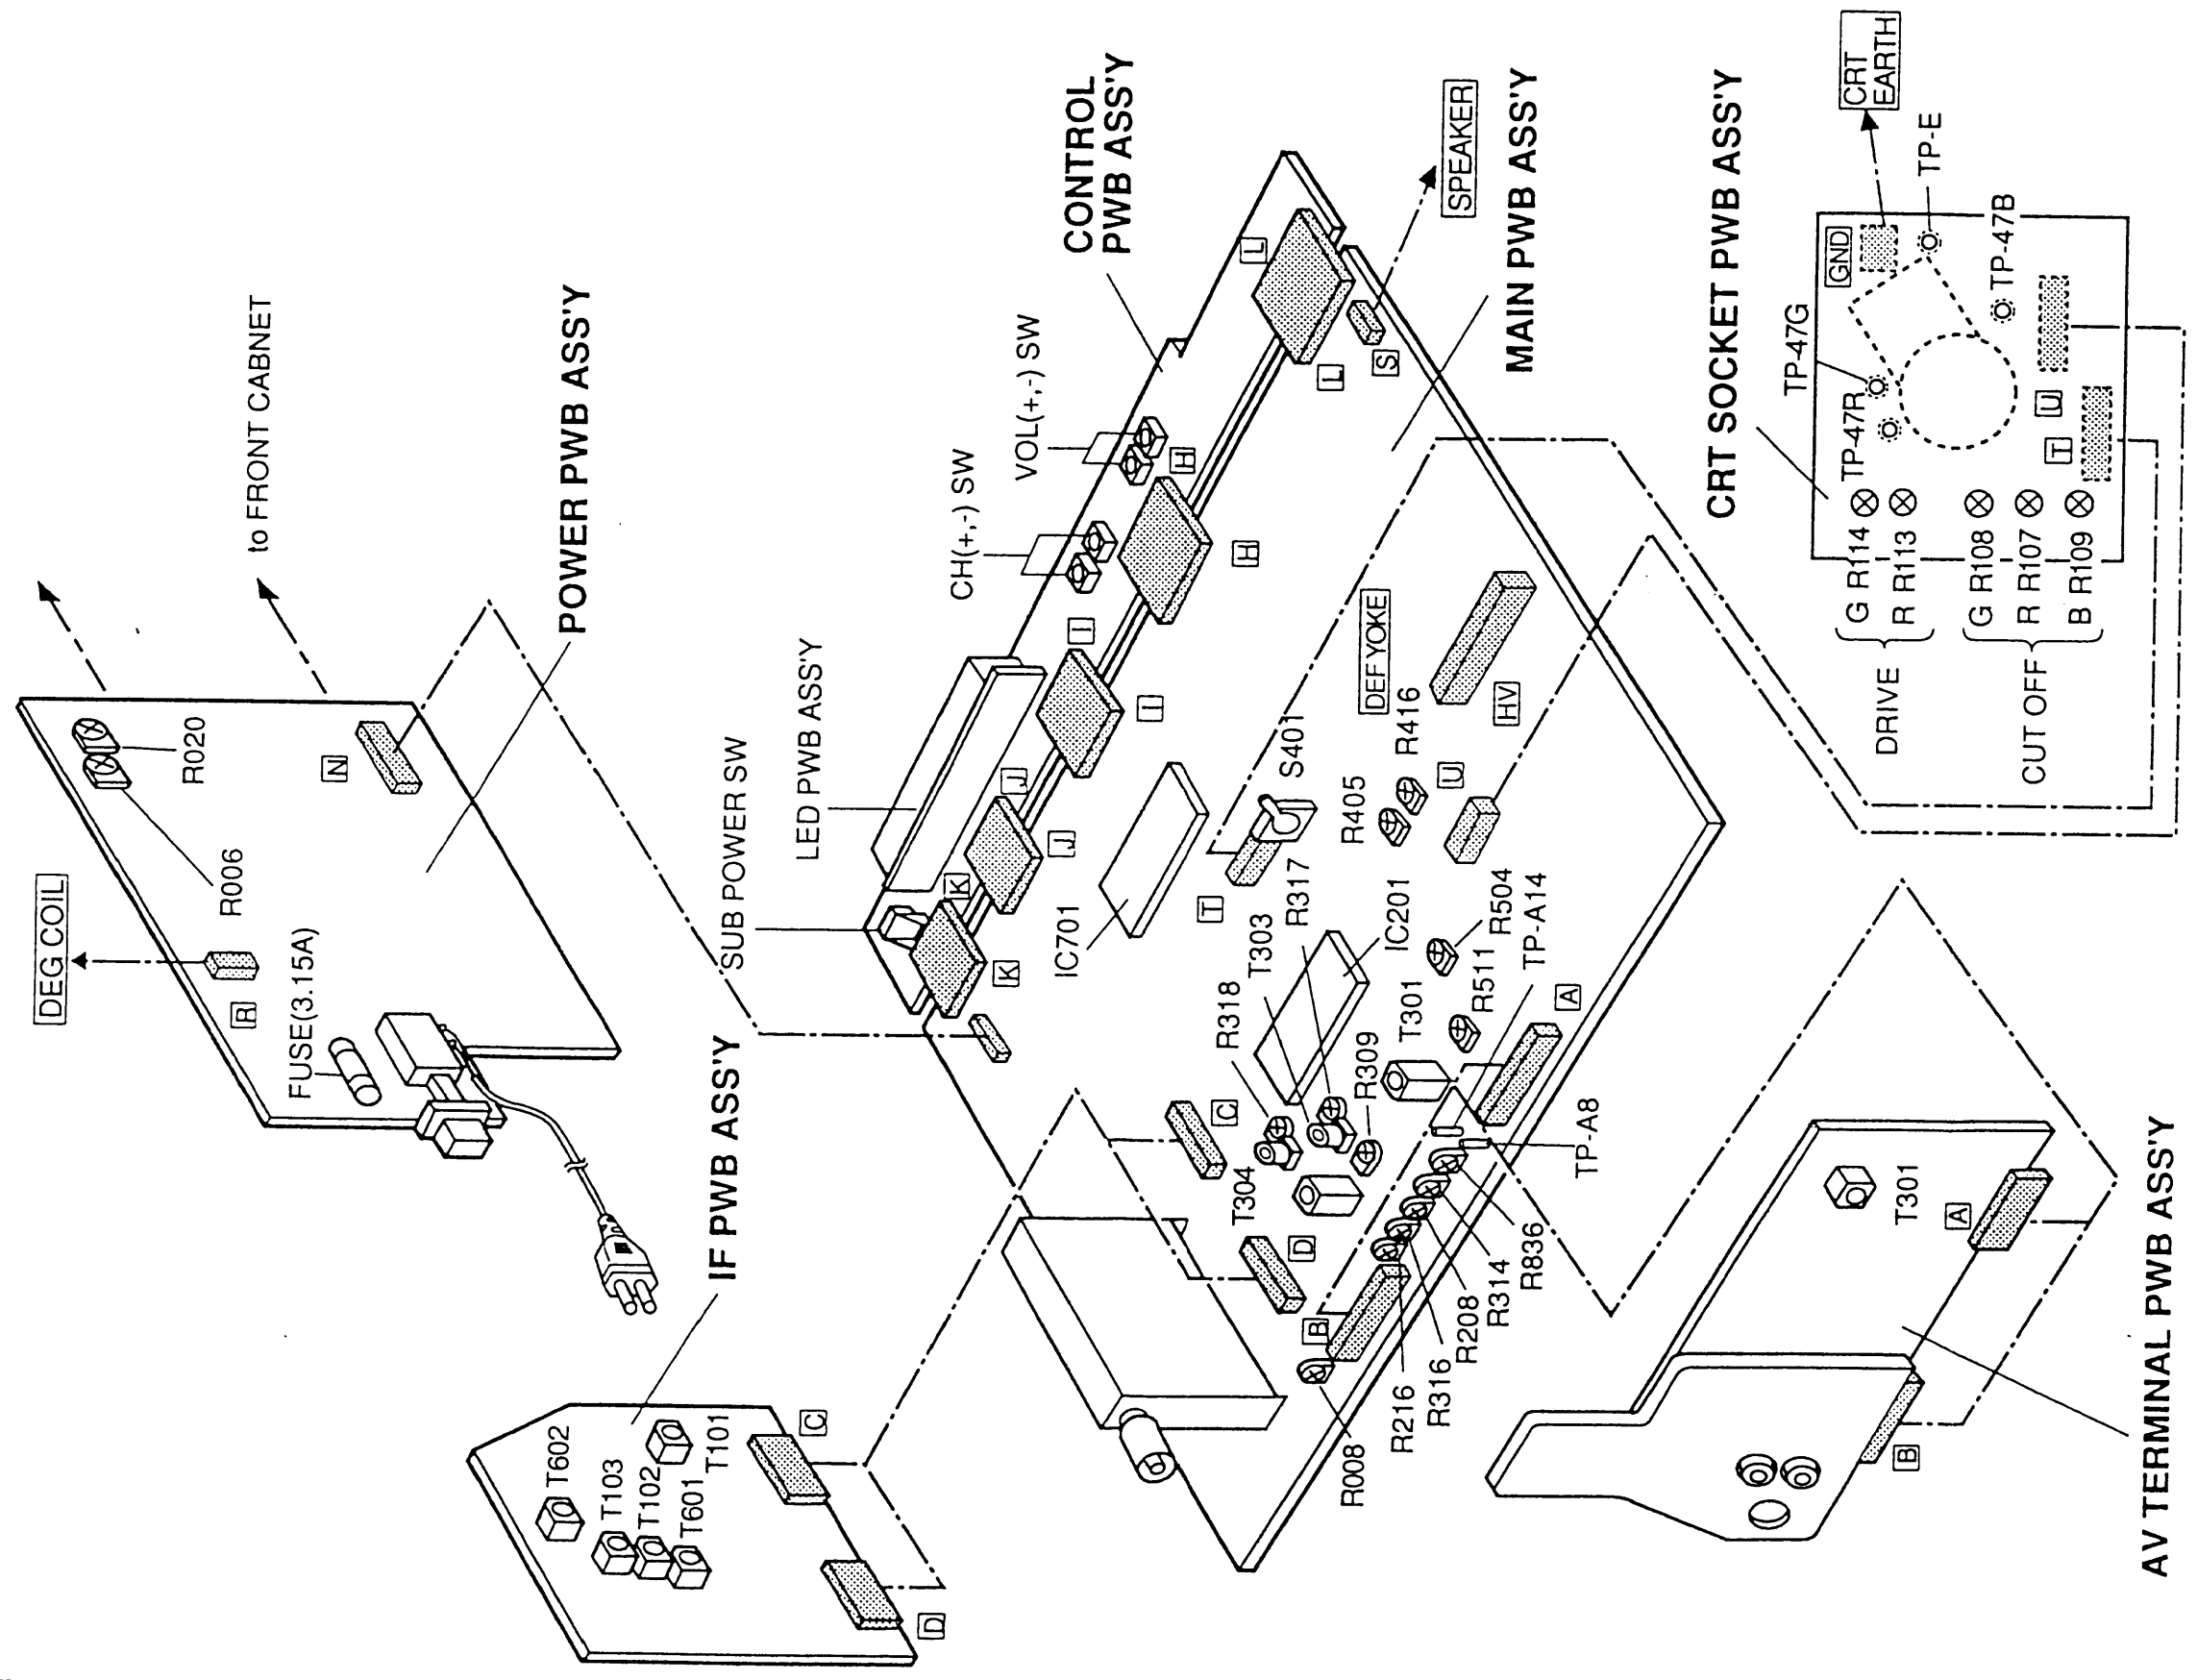 DEG COIL
R
FUSE(3.15A)
R006
R020
N
to FRONT CABNET
POWER PWB ASS'Y
IF PWB ASS'Y
T602
T103
T102
T601
T101
C
D
SUB POWER SW
LED PWB ASS'Y
CH(+,-) SW
VOL(+,-) SW
CONTROL
PWB ASS'Y
K
K
J
J
I
I
H
H
L
L
S
SPEAKER
MAIN PWB ASS'Y
IC701
T
S401
DEF YOKE
R405
R416
U
HV
C
D
R318
T303
R317
IC201
T304
R309
T301
R511
R504
TP-A14
A
B
TP-A8
R008
R216
R316
R208
R314
R836
CRT SOCKET PWB ASS'Y
CRT
EARTH
GND
TP-E
TP-47G
TP-47R
TP-47B
U
T
DRIVE
G R114
R R113
CUT OFF
G R108
R R107
B R109
AV TERMINAL PWB ASS'Y
T301
A
B